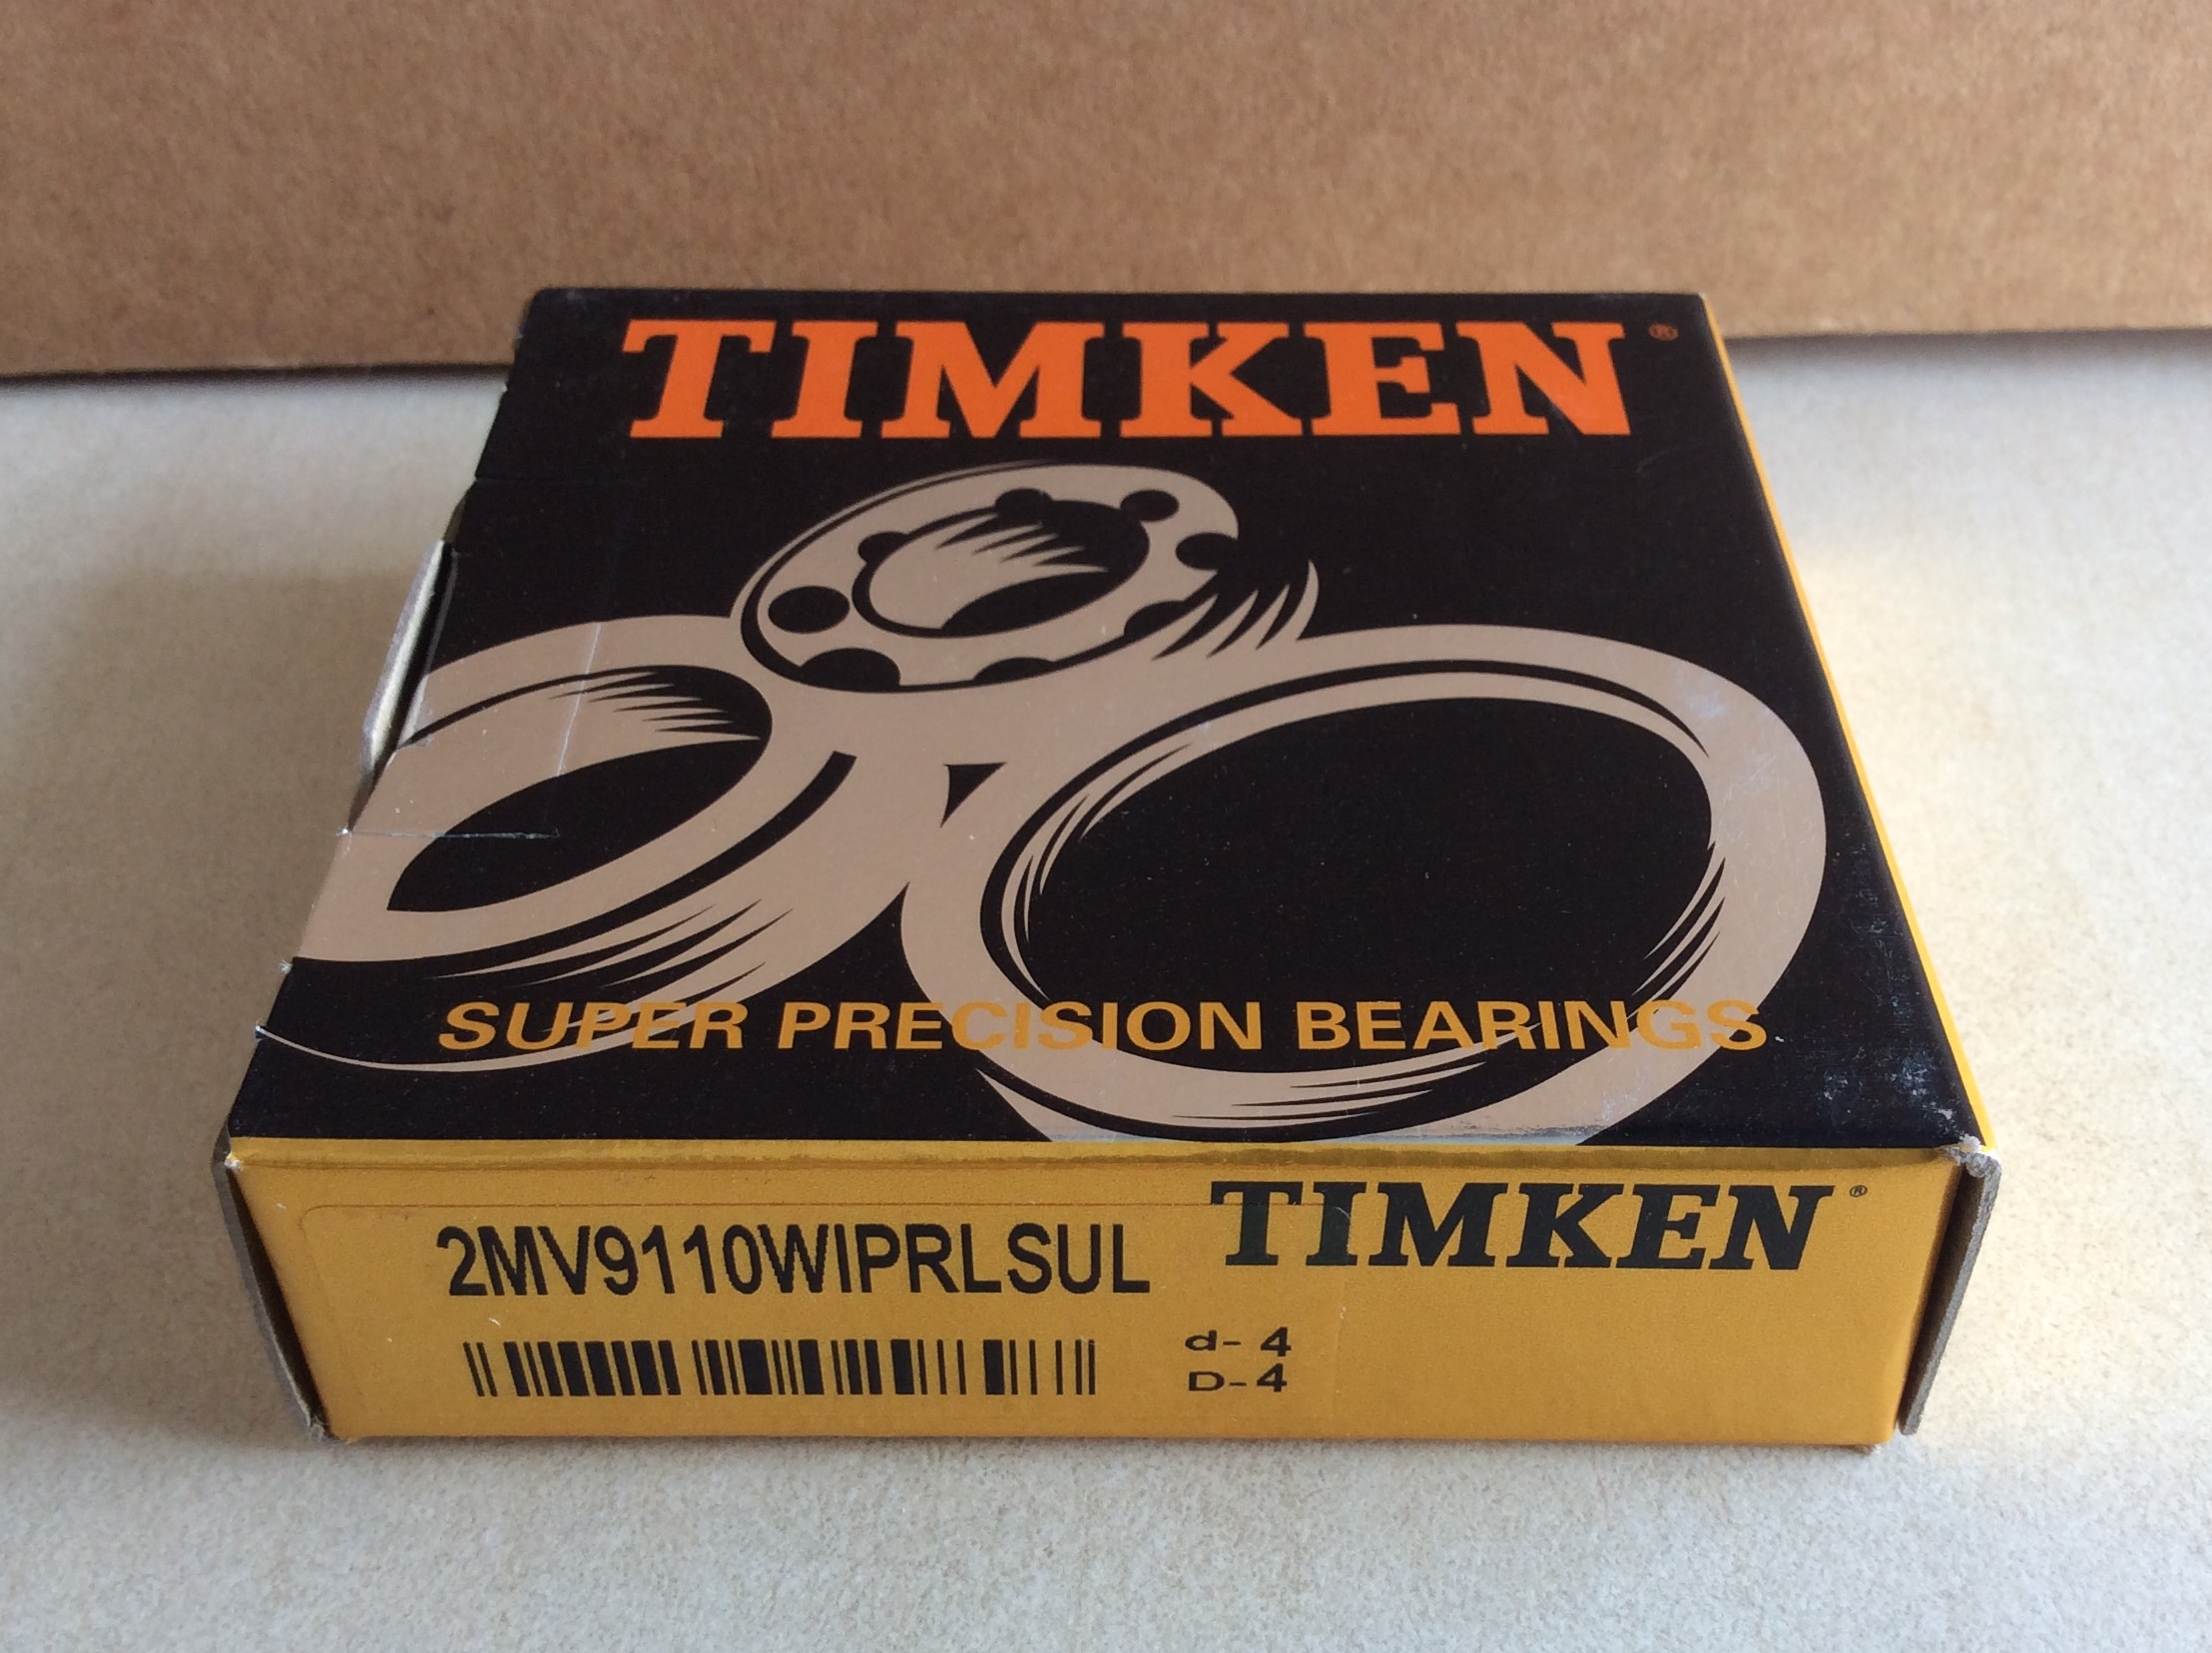 TIMKEN®
SUPER PRECISION BEARINGS
TIMKEN®
2MV9110WIPRLSUL
d- 4
D- 4